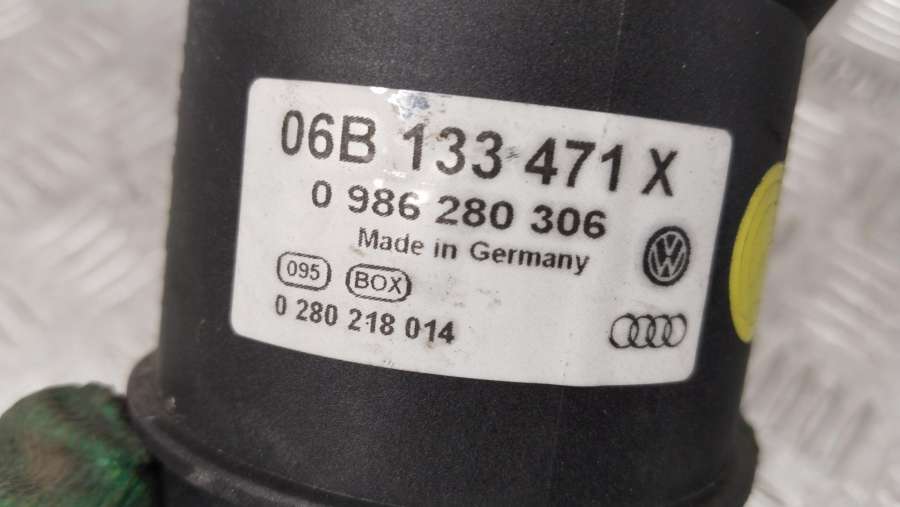 06B 133 471 X
0 986 280 306
Made in Germany
095 BOX
0 280 218 014